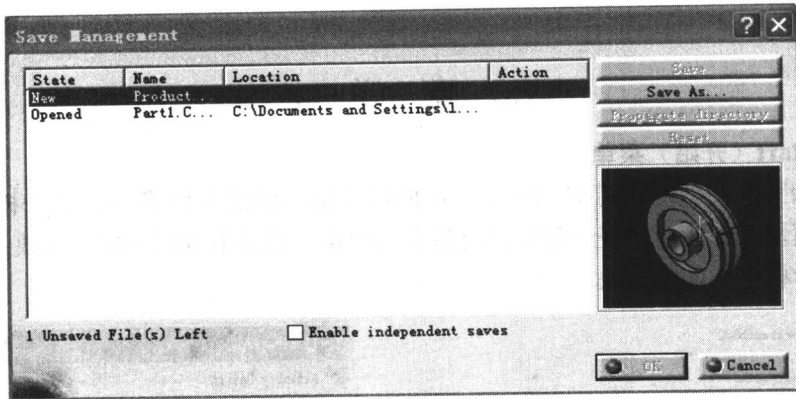 Save Management
State Name Location Action
New Product...
Opened Part1.C... C:\Documents and Settings\l...
Save
Save As...
Propagate directory
Reset
1 Unsaved File(s) Left Enable independent saves
OK Cancel